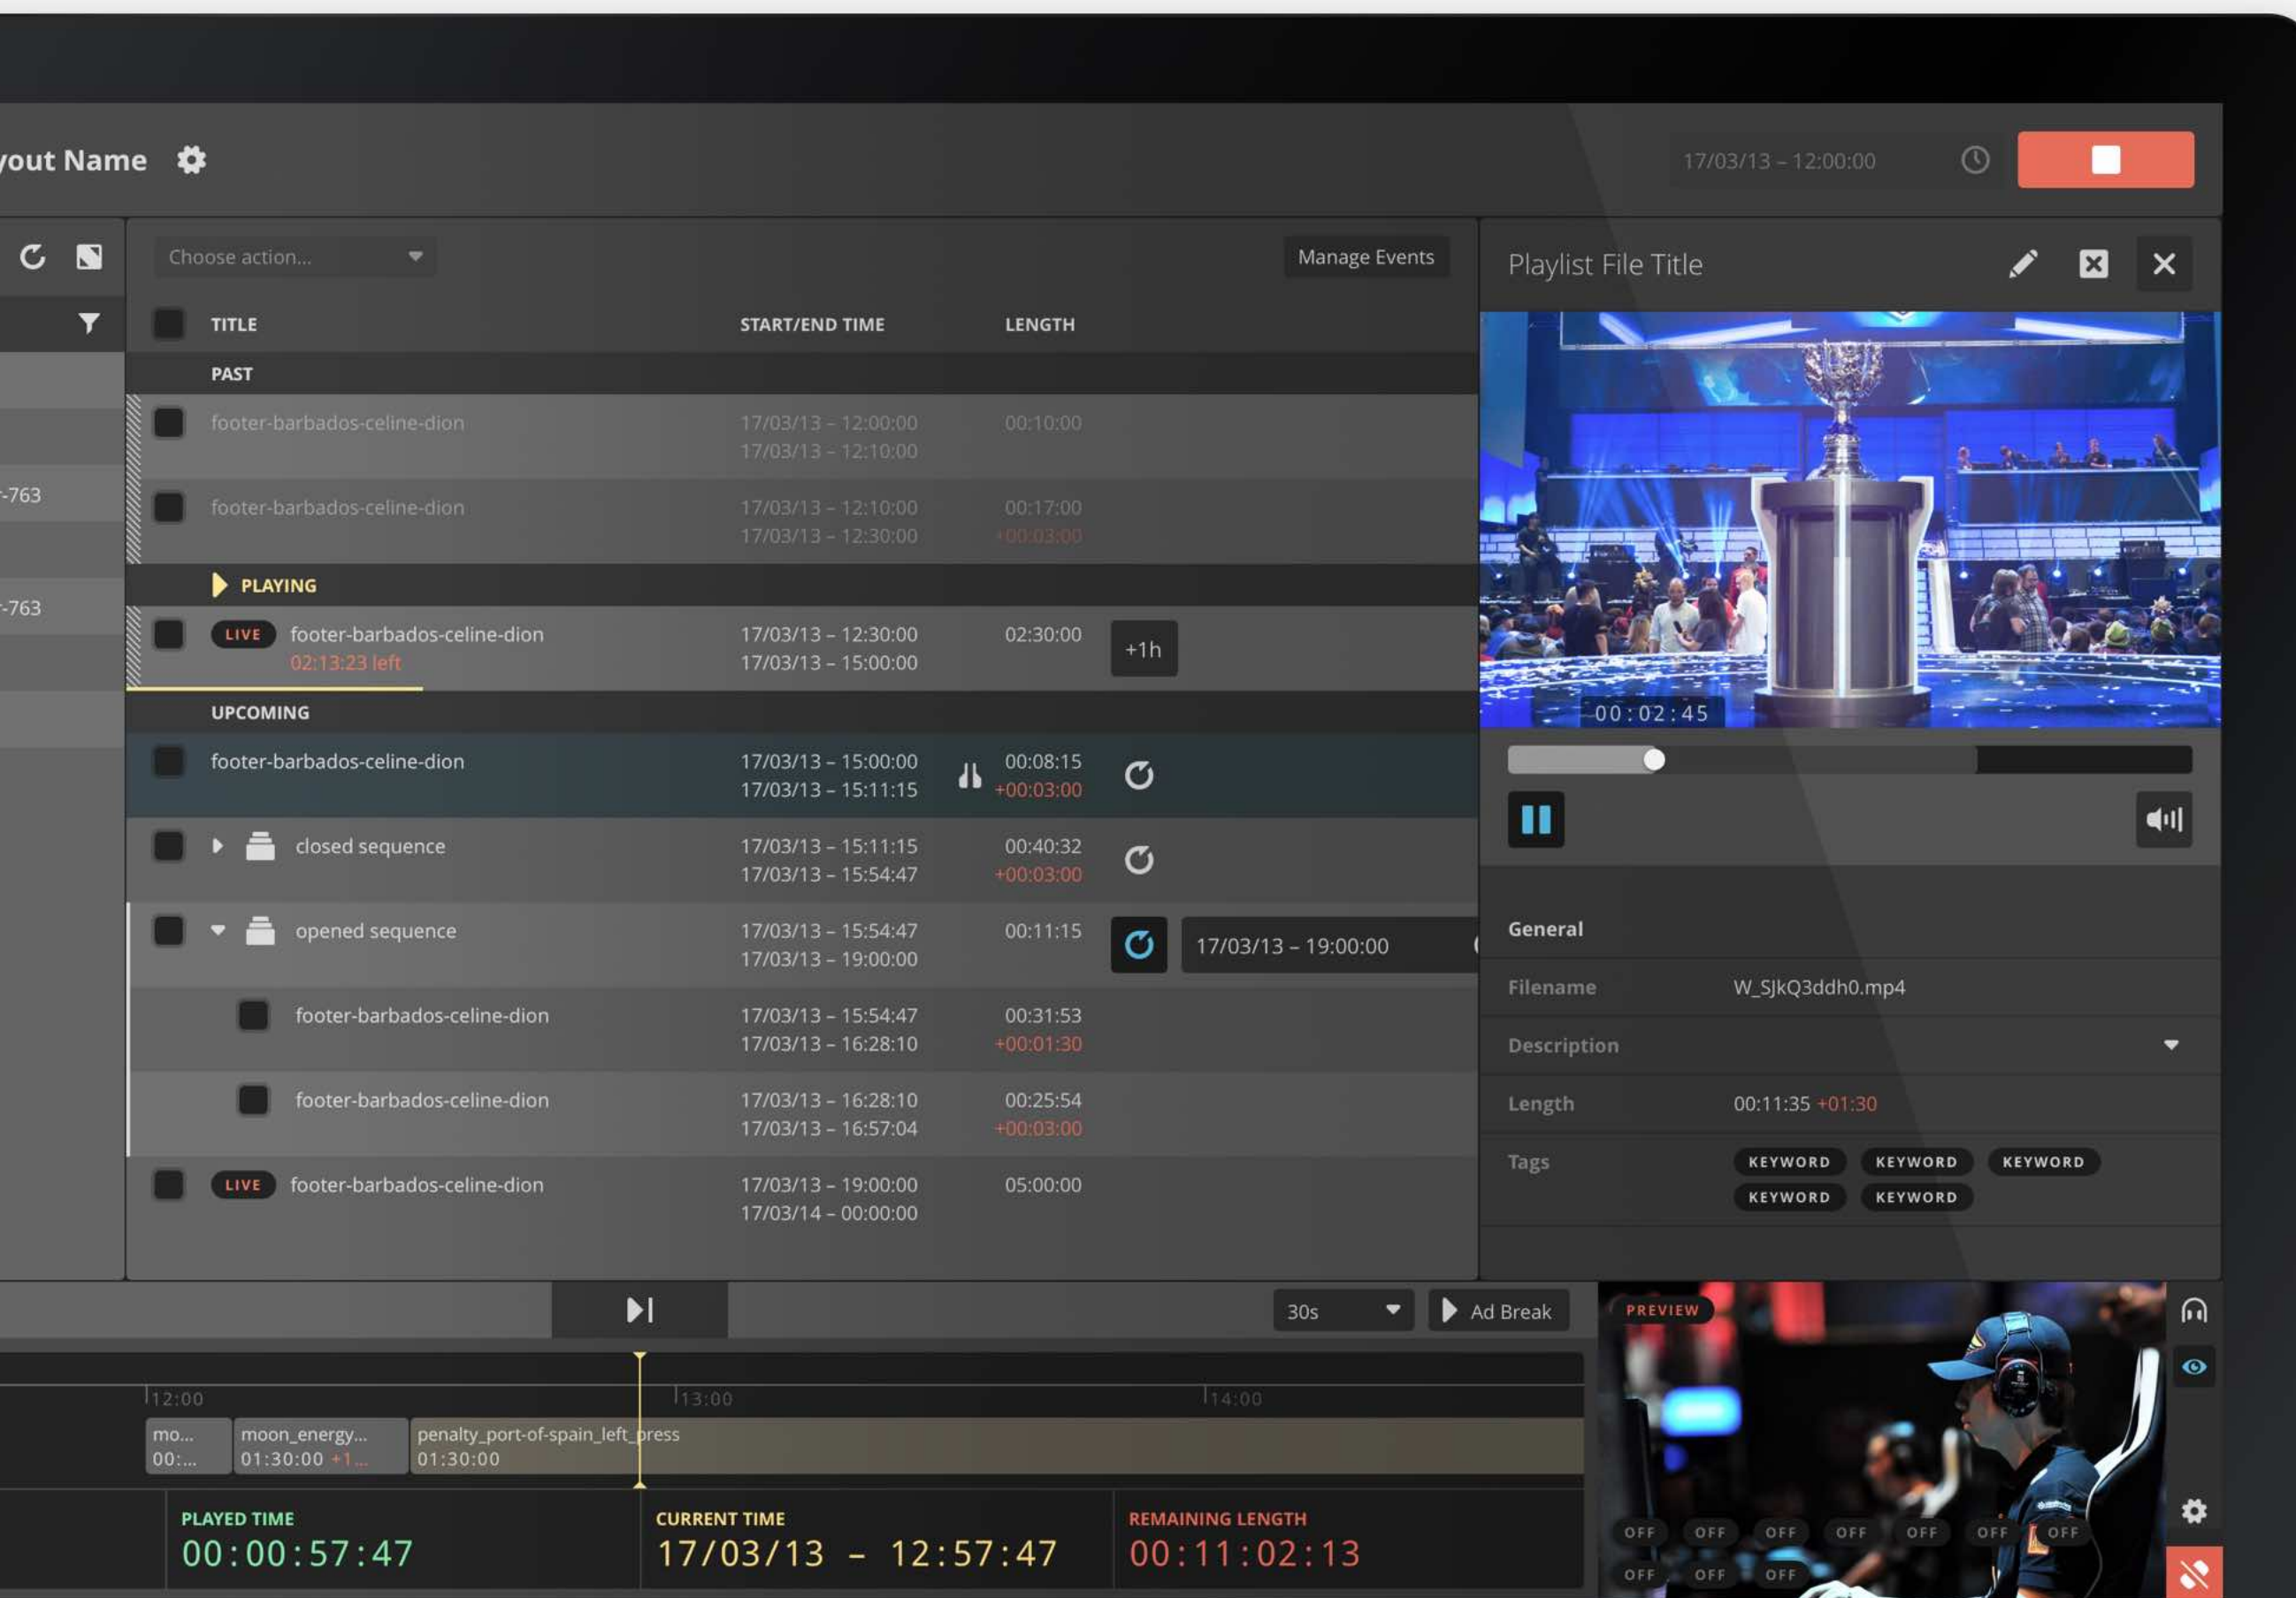 yout Name
17/03/13 – 12:00:00
Choose action...
Manage Events
TITLE START/END TIME LENGTH
PAST
footer-barbados-celine-dion 17/03/13 – 12:00:00 00:10:00
17/03/13 – 12:10:00
-763
footer-barbados-celine-dion 17/03/13 – 12:10:00 00:17:00
17/03/13 – 12:30:00 +00:03:00
PLAYING
-763
LIVE footer-barbados-celine-dion 17/03/13 – 12:30:00 02:30:00
02:13:23 left 17/03/13 – 15:00:00
+1h
UPCOMING
footer-barbados-celine-dion 17/03/13 – 15:00:00 00:08:15
17/03/13 – 15:11:15 +00:03:00
closed sequence 17/03/13 – 15:11:15 00:40:32
17/03/13 – 15:54:47 +00:03:00
opened sequence 17/03/13 – 15:54:47 00:11:15
17/03/13 – 19:00:00
17/03/13 – 19:00:00
footer-barbados-celine-dion 17/03/13 – 15:54:47 00:31:53
17/03/13 – 16:28:10 +00:01:30
footer-barbados-celine-dion 17/03/13 – 16:28:10 00:25:54
17/03/13 – 16:57:04 +00:03:00
LIVE footer-barbados-celine-dion 17/03/13 – 19:00:00 05:00:00
17/03/14 – 00:00:00
Playlist File Title
00:02:45
General
Filename W_SJkQ3ddh0.mp4
Description
Length 00:11:35 +01:30
Tags KEYWORD KEYWORD KEYWORD
KEYWORD KEYWORD
30s Ad Break
PREVIEW
12:00 13:00 14:00
mo... moon_energy... penalty_port-of-spain_left_press
00:... 01:30:00 +1... 01:30:00
PLAYED TIME CURRENT TIME REMAINING LENGTH
00:00:57:47 17/03/13 – 12:57:47 00:11:02:13
OFF OFF OFF OFF OFF OFF OFF
OFF OFF OFF